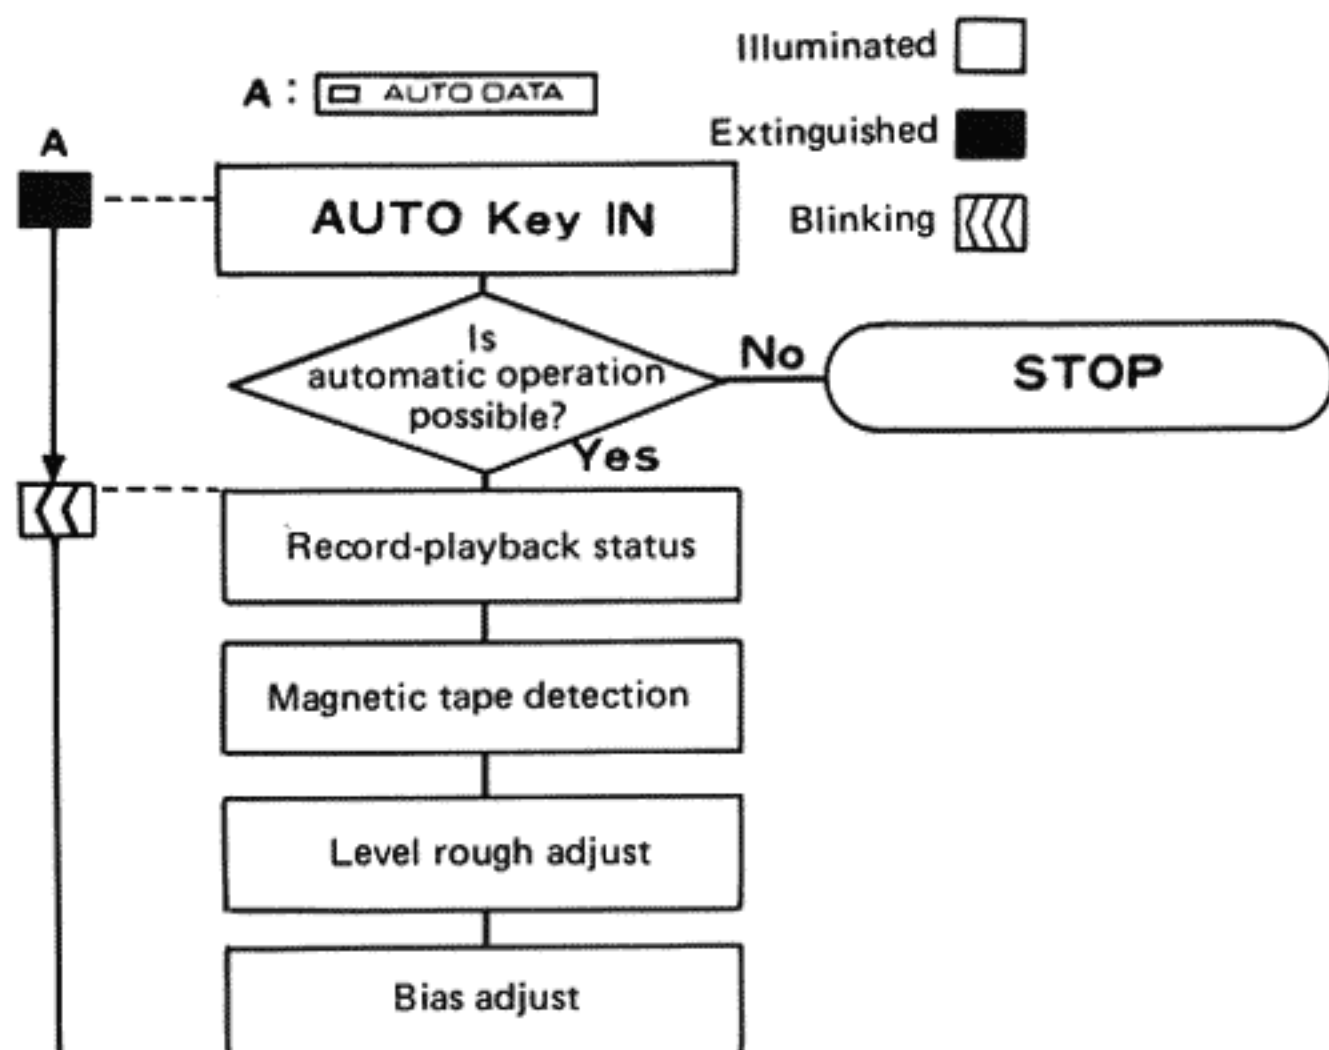 Illuminated
A : AUTO DATA
Extinguished
A
AUTO Key IN
Blinking
Is
automatic operation
possible?
No
STOP
Yes
Record-playback status
Magnetic tape detection
Level rough adjust
Bias adjust